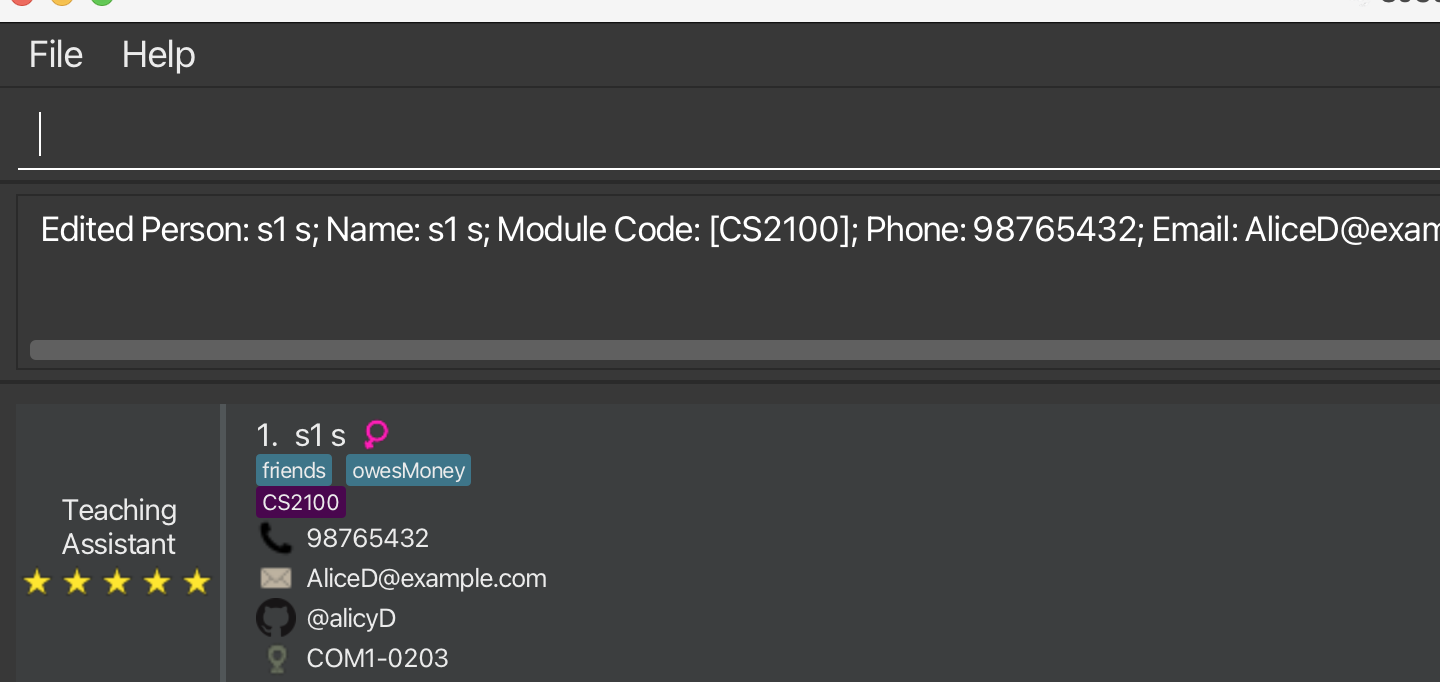 File Help
Edited Person: s1 s; Name: s1 s; Module Code: [CS2100]; Phone: 98765432; Email: AliceD@exam
Teaching
Assistant
1. s1 s
friends owesMoney
CS2100
98765432
AliceD@example.com
@alicyD
COM1-0203